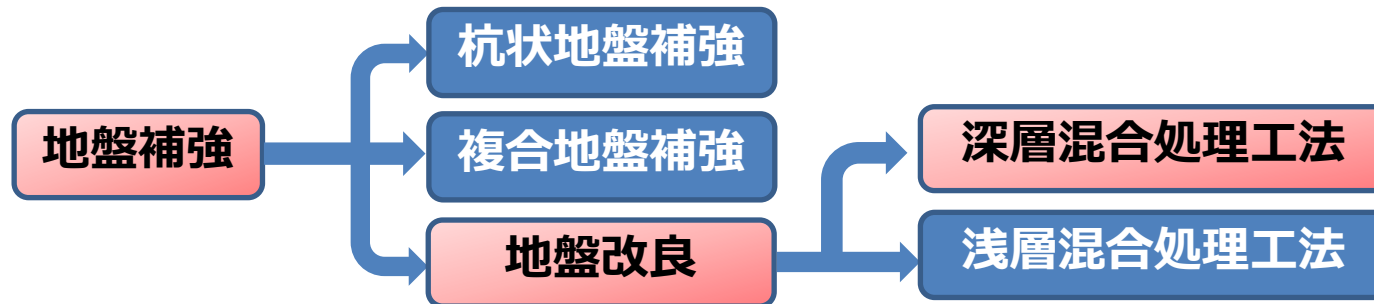 地盤補強
杭状地盤補強
複合地盤補強
地盤改良
深層混合処理工法
浅層混合処理工法